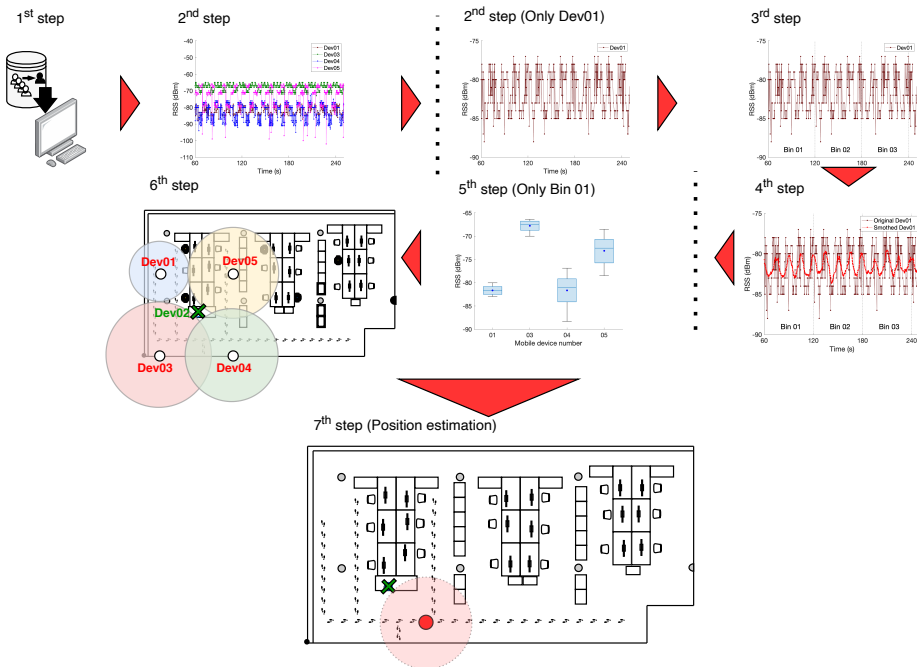 1st step
2nd step
2nd step (Only Dev01)
3rd step
-40
-50
-60
-70
-80
-90
-100
-110
RSS (dBm)
60 120 180 240
Time (s)
Dev01
Dev03
Dev04
Dev05
-75
-80
-85
-90
RSS (dBm)
60 120 180 240
Time (s)
Dev01
-75
-80
-85
-90
RSS (dBm)
Bin 01 Bin 02 Bin 03
60 120 180 240
Time (s)
Dev01
6th step
5th step (Only Bin 01)
4th step
Dev01
Dev05
Dev02
Dev03
Dev04
-65
-70
-75
-80
-85
-90
RSS (dBm)
01 03 04 05
Mobile device number
-70
-75
-80
-85
-90
RSS (dBm)
Original Dev01
Smothed Dev01
Bin 01 Bin 02 Bin 03
60 120 180 240
Time (s)
7th step (Position estimation)